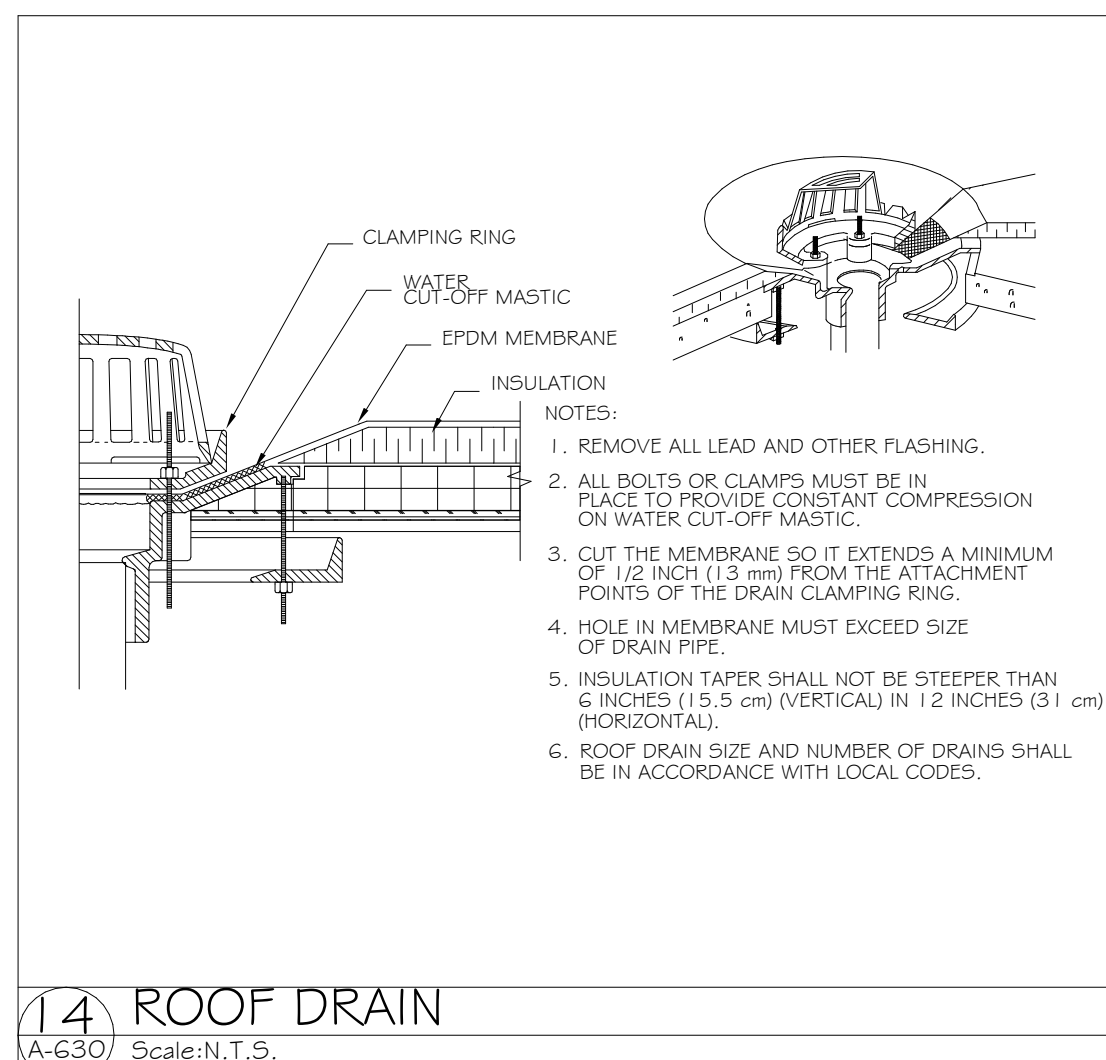 CLAMPING RING
WATER
CUT-OFF MASTIC
EPDM MEMBRANE
INSULATION
NOTES:
1. REMOVE ALL LEAD AND OTHER FLASHING.
2. ALL BOLTS OR CLAMPS MUST BE IN
PLACE TO PROVIDE CONSTANT COMPRESSION
ON WATER CUT-OFF MASTIC.
3. CUT THE MEMBRANE SO IT EXTENDS A MINIMUM
OF 1/2 INCH (13 mm) FROM THE ATTACHMENT
POINTS OF THE DRAIN CLAMPING RING.
4. HOLE IN MEMBRANE MUST EXCEED SIZE
OF DRAIN PIPE.
5. INSULATION TAPER SHALL NOT BE STEEPER THAN
6 INCHES (15.5 cm) (VERTICAL) IN 12 INCHES (31 cm)
(HORIZONTAL).
6. ROOF DRAIN SIZE AND NUMBER OF DRAINS SHALL
BE IN ACCORDANCE WITH LOCAL CODES.
14 ROOF DRAIN
A-630 Scale:N.T.S.